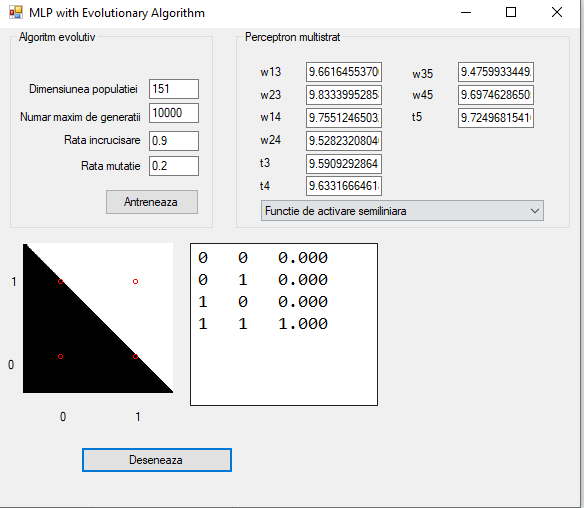 MLP with Evolutionary Algorithm
Algoritm evolutiv
Dimensiunea populatiei 151
Numar maxim de generatii 10000
Rata incrucisare 0.9
Rata mutatie 0.2
Antreneaza
Perceptron multistrat
w13 9.6616455370 w35 9.4759933449
w23 9.8333995285 w45 9.6974628650
w14 9.7551246503 t5 9.7249681541
w24 9.5282320804
t3 9.5909292864
t4 9.6331666461
Functie de activare semiliniara
1
0
0 1
0 0 0.000
0 1 0.000
1 0 0.000
1 1 1.000
Deseneaza